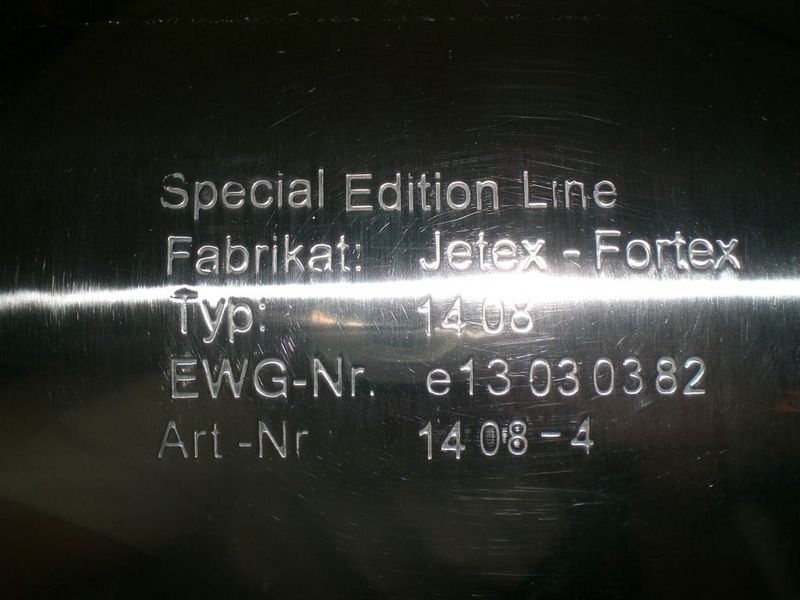 Special Edition Line
Fabrikat: Jetex - Fortex
Typ: 14 08
EWG-Nr. e13 03 03 82
Art -Nr 14 08 - 4